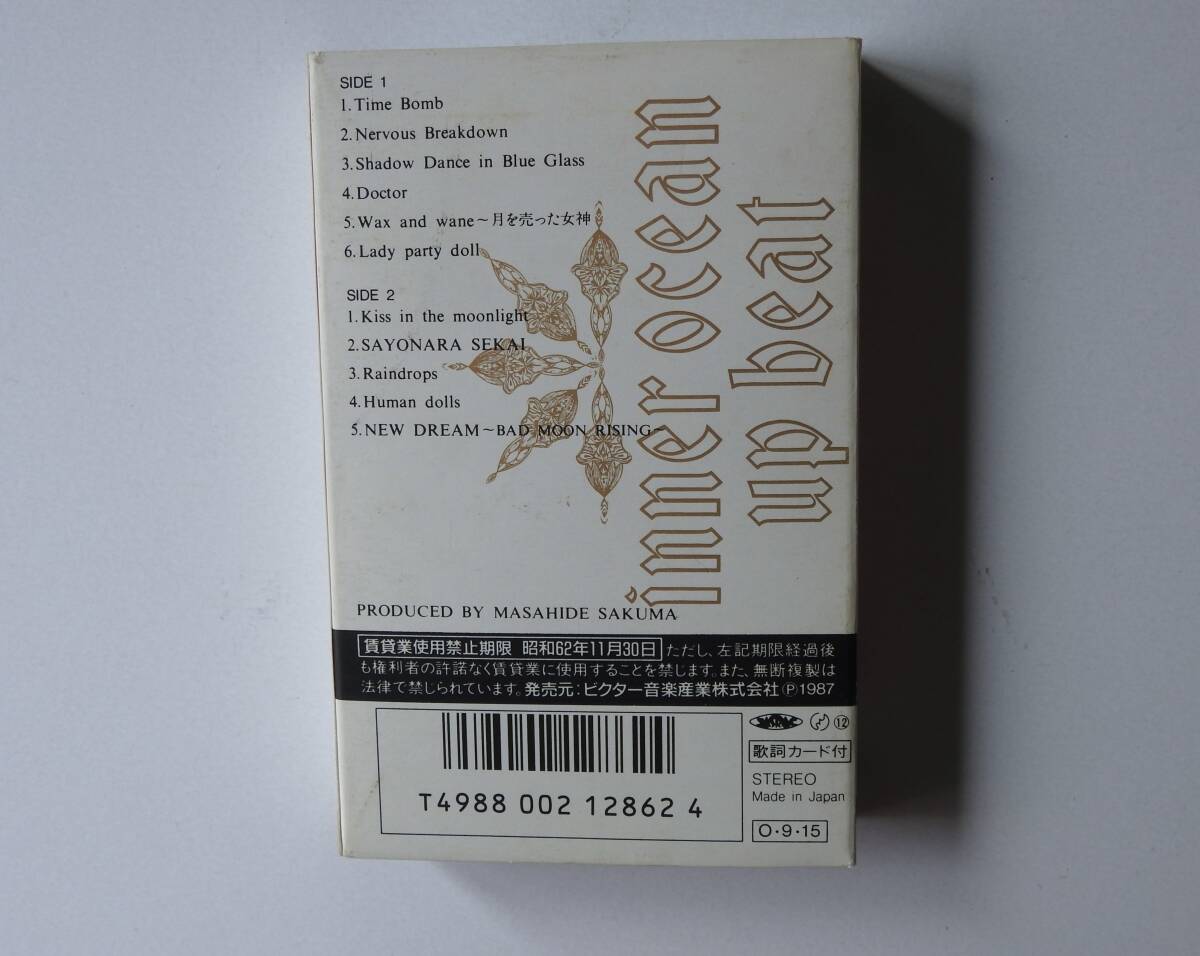 SIDE 1
1.Time Bomb
2.Nervous Breakdown
3.Shadow Dance in Blue Glass
4.Doctor
5.Wax and wane～月を売った女神
6.Lady party doll
SIDE 2
1.Kiss in the moonlight
2.SAYONARA SEKAI
3.Raindrops
4.Human dolls
5.NEW DREAM～BAD MOON RISING～
inner ocean
up beat
PRODUCED BY MASAHIDE SAKUMA
賃貸業使用禁止期限 昭和62年11月30日 ただし、左記期限経過後
も権利者の許諾なく賃貸業に使用することを禁じます。また、無断複製は
法律で禁じられています。発売元:ビクター音楽産業株式会社Ⓟ1987
T4988 002 12862 4
⑫
歌詞カード付
STEREO
Made in Japan
O・9・15